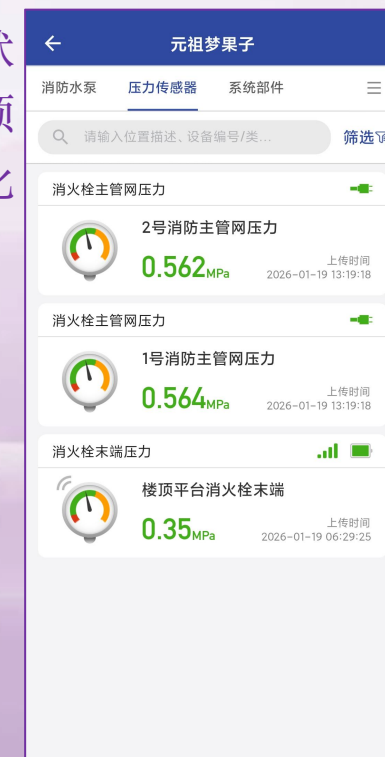 元祖梦果子
消防水泵 压力传感器 系统部件
请输入位置描述、设备编号/类... 筛选
消火栓主管网压力
2号消防主管网压力
0.562MPa
上传时间
2026-01-19 13:19:18
消火栓主管网压力
1号消防主管网压力
0.564MPa
上传时间
2026-01-19 13:19:18
消火栓末端压力
楼顶平台消火栓末端
0.35MPa
上传时间
2026-01-19 06:29:25